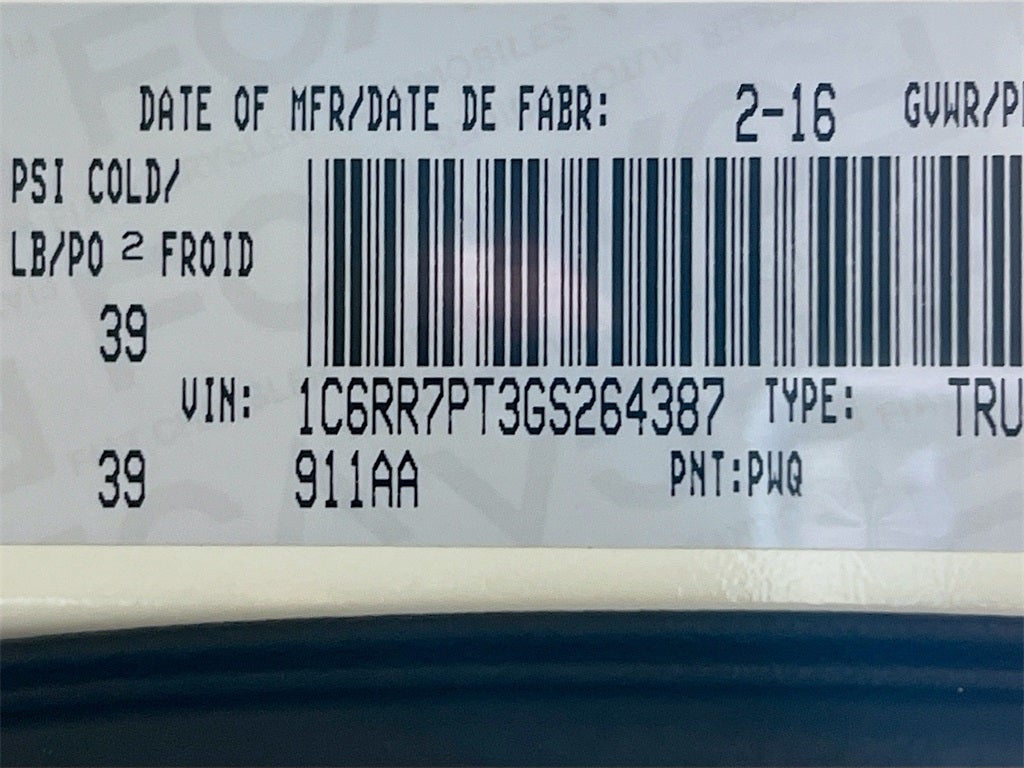 DATE OF MFR/DATE DE FABR: 2-16 GVWR/P
PSI COLD/
LB/PO 2 FROID
39
VIN: 1C6RR7PT3GS264387 TYPE: TRU
39 911AA PNT:PWQ